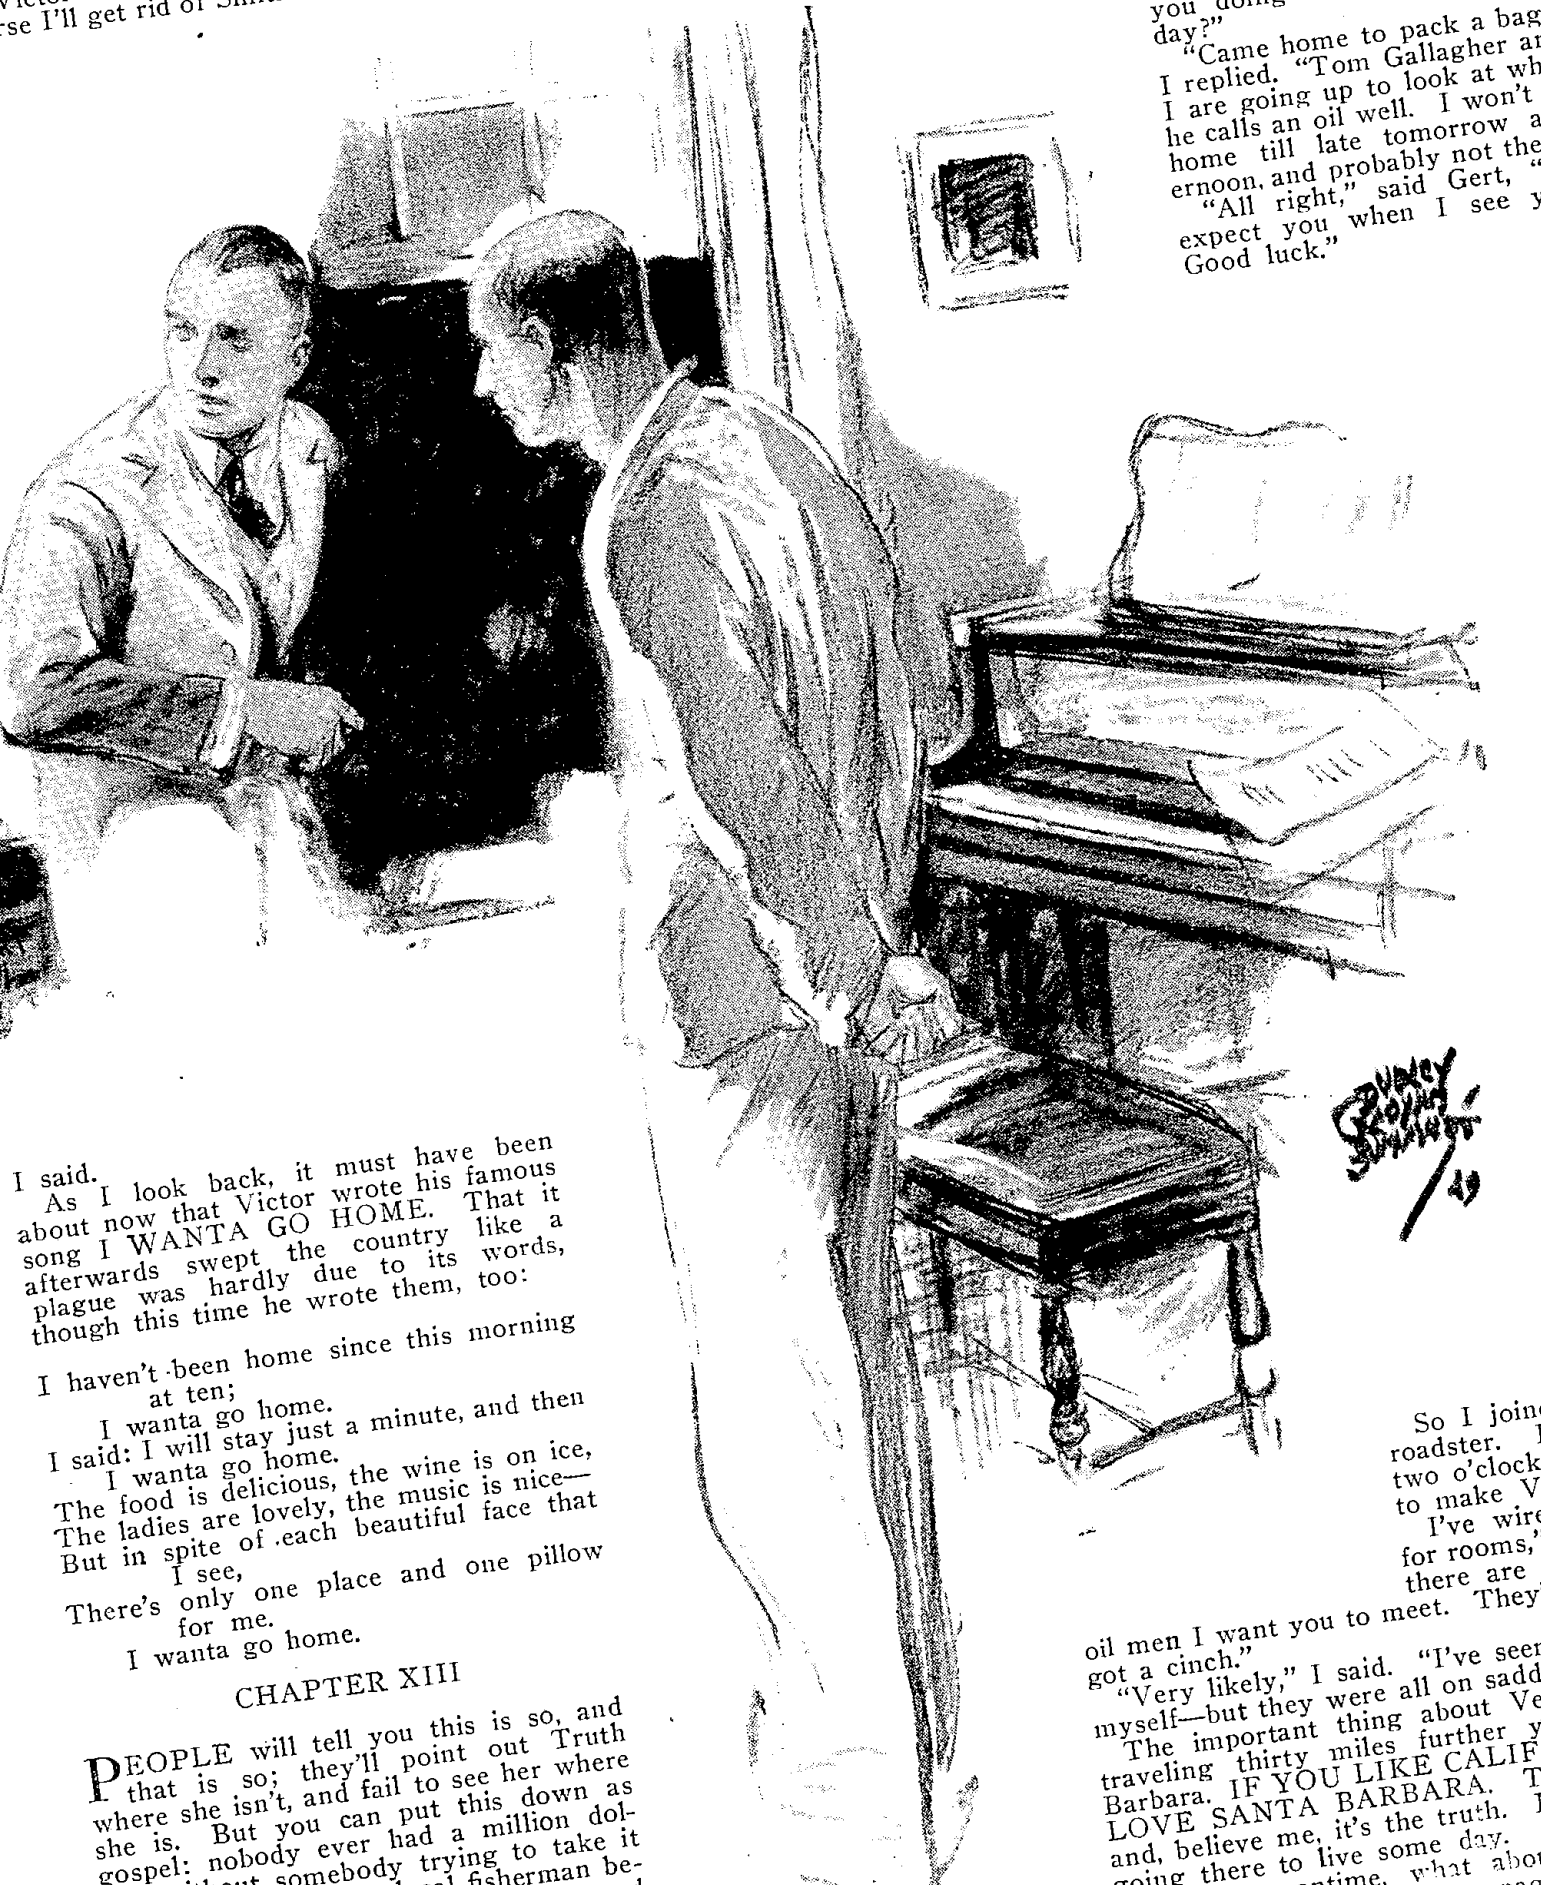 rse I'll get rid of
I said.
As I look back, it must have been
about now that Victor wrote his famous
song I WANTA GO HOME. That it
afterwards swept the country like a
plague was hardly due to its words,
though this time he wrote them, too:
I haven't been home since this morning
at ten;
I wanta go home.
I said: I will stay just a minute, and then
I wanta go home.
The food is delicious, the wine is on ice,
The ladies are lovely, the music is nice—
But in spite of each beautiful face that
I see,
There's only one place and one pillow
for me.
I wanta go home.
CHAPTER XIII
PEOPLE will tell you this is so, and
that is so; they'll point out Truth
where she isn't, and fail to see her where
she is. But you can put this down as
gospel: nobody ever had a million dol-
somebody trying to take it
fisherman be-
you doing
day?"
"Came home to pack a bag
I replied. "Tom Gallagher
I are going up to look at
he calls an oil well. I won't
home till late tomorrow
ernoon, and probably not
"All right," said Gert,
expect you when I see
Good luck."
DUDLEY
GLOYNE
SUMMERS
/29
So I
roadster.
two o'clock
to make
I've
for rooms,"
there are
oil men I want you to meet. They
got a cinch."
"Very likely," I said. "I've seen
myself—but they were all on
The important thing about
traveling thirty miles further
Barbara. IF YOU LIKE
LOVE SANTA BARBARA.
and, believe me, it's the truth.
going there to live some day.
what